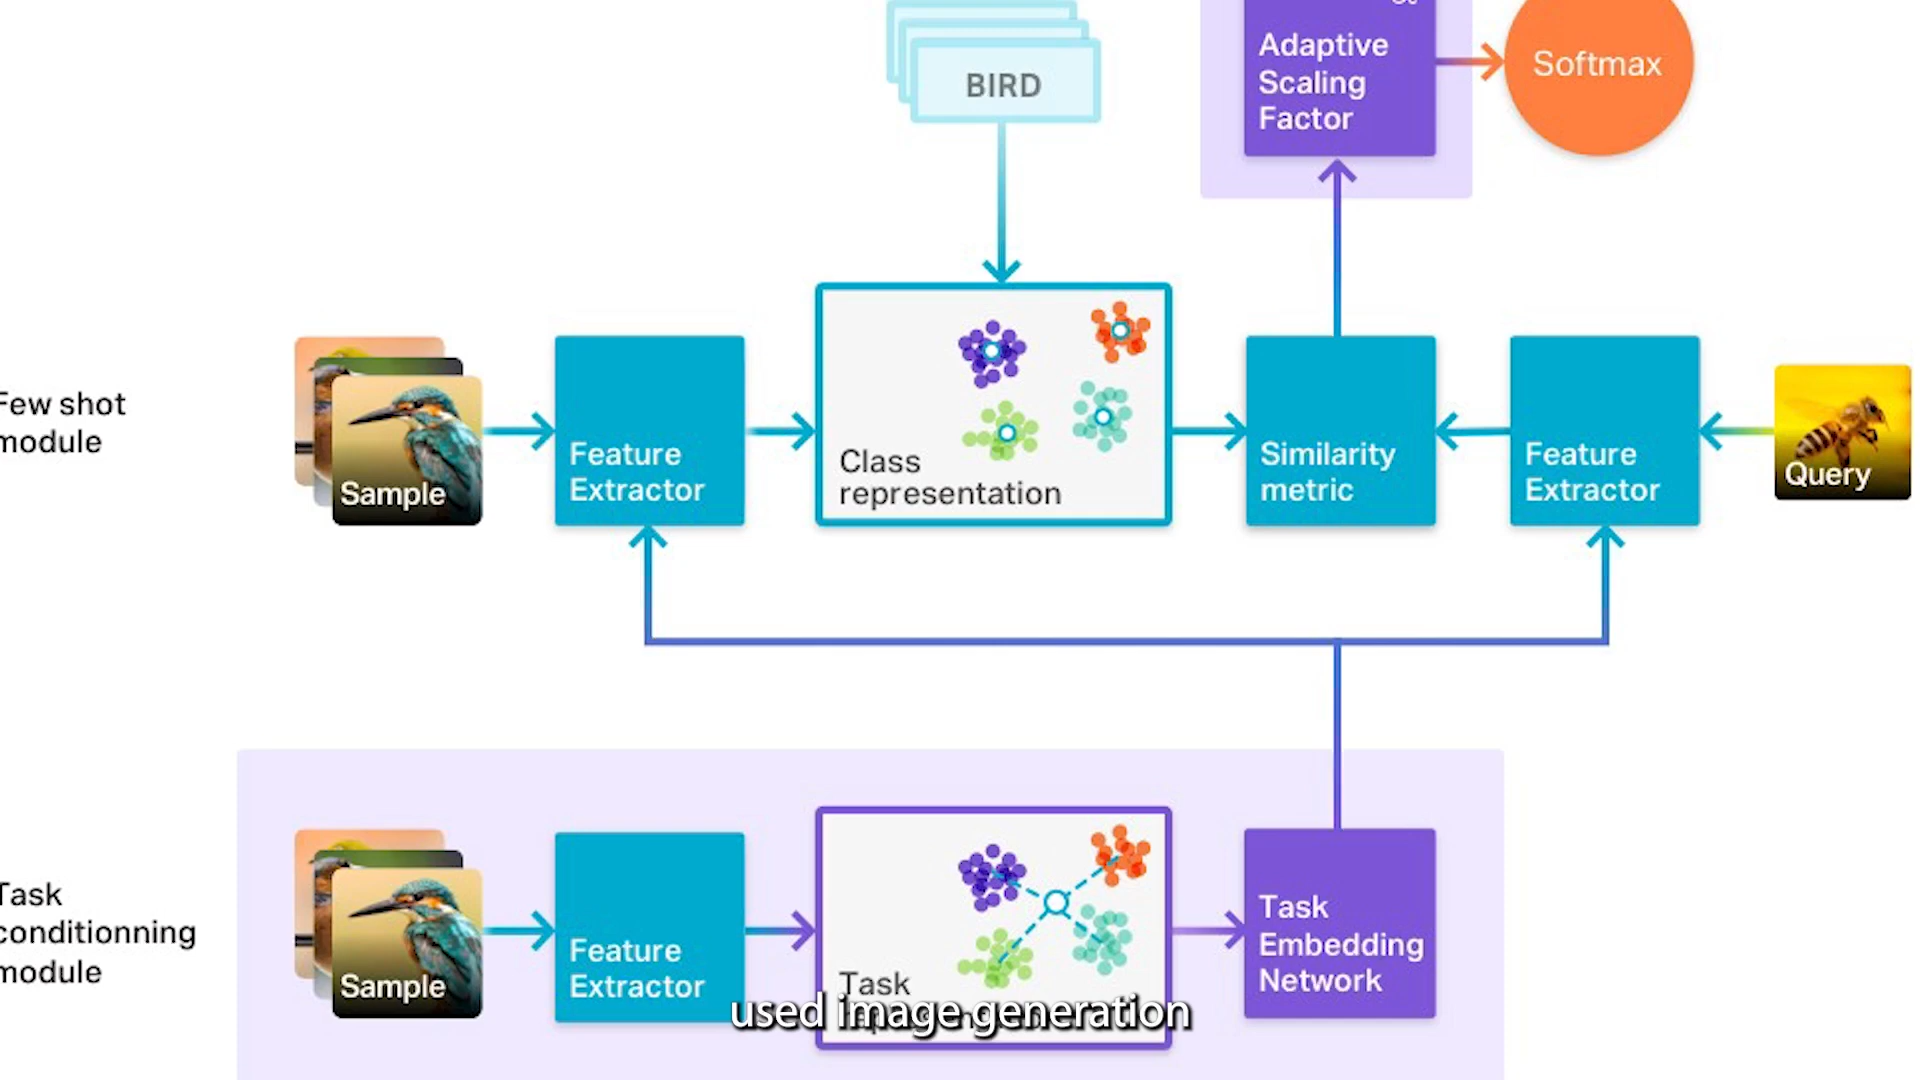 BIRD
Adaptive
Scaling
Factor
Softmax
Few shot
module
Sample
Feature
Extractor
Class
representation
Similarity
metric
Feature
Extractor
Query
Task
conditionning
module
Sample
Feature
Extractor
Task
Task
Embedding
Network
used image generation